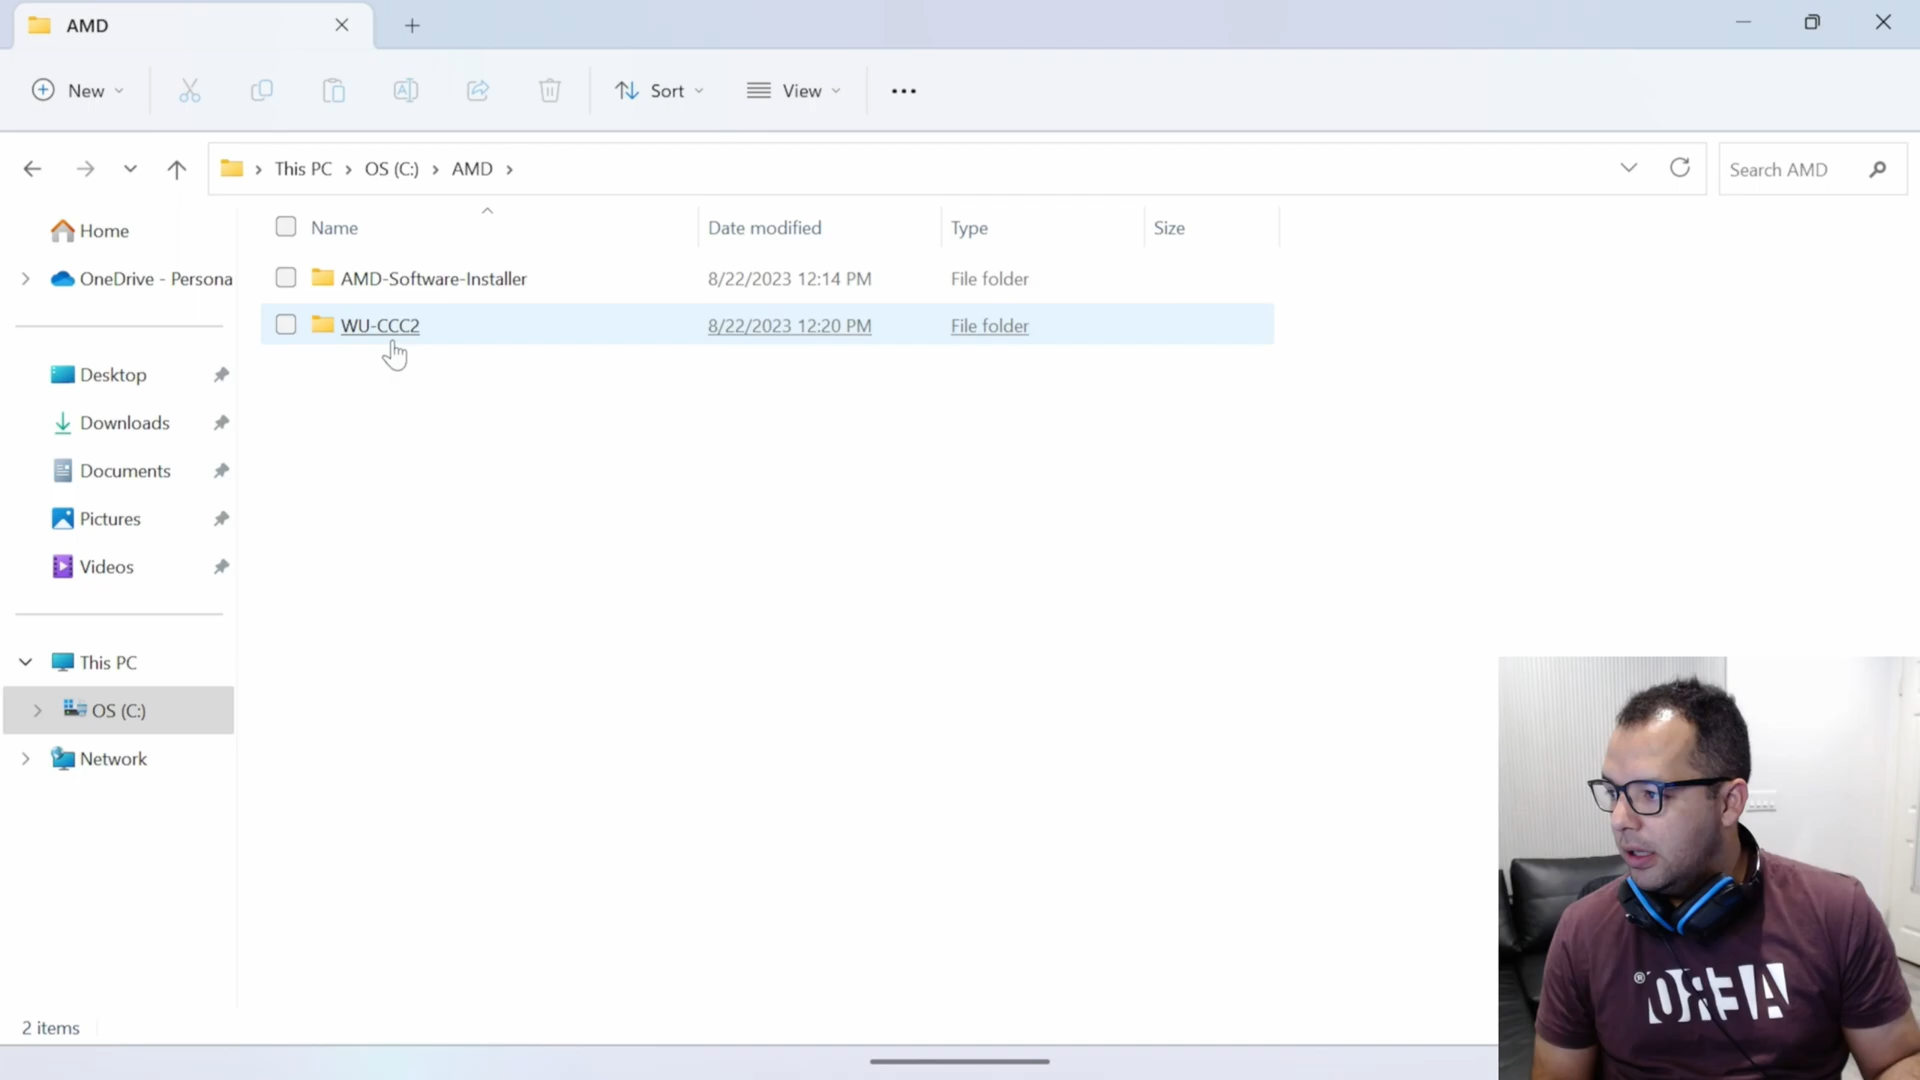 AMD
New
Sort
View
This PC
OS (C:)
AMD
Search AMD
Home
OneDrive - Persona
Desktop
Downloads
Documents
Pictures
Videos
This PC
OS (C:)
Network
Name Date modified Type Size
AMD-Software-Installer 8/22/2023 12:14 PM File folder
WU-CCC2 8/22/2023 12:20 PM File folder
2 items